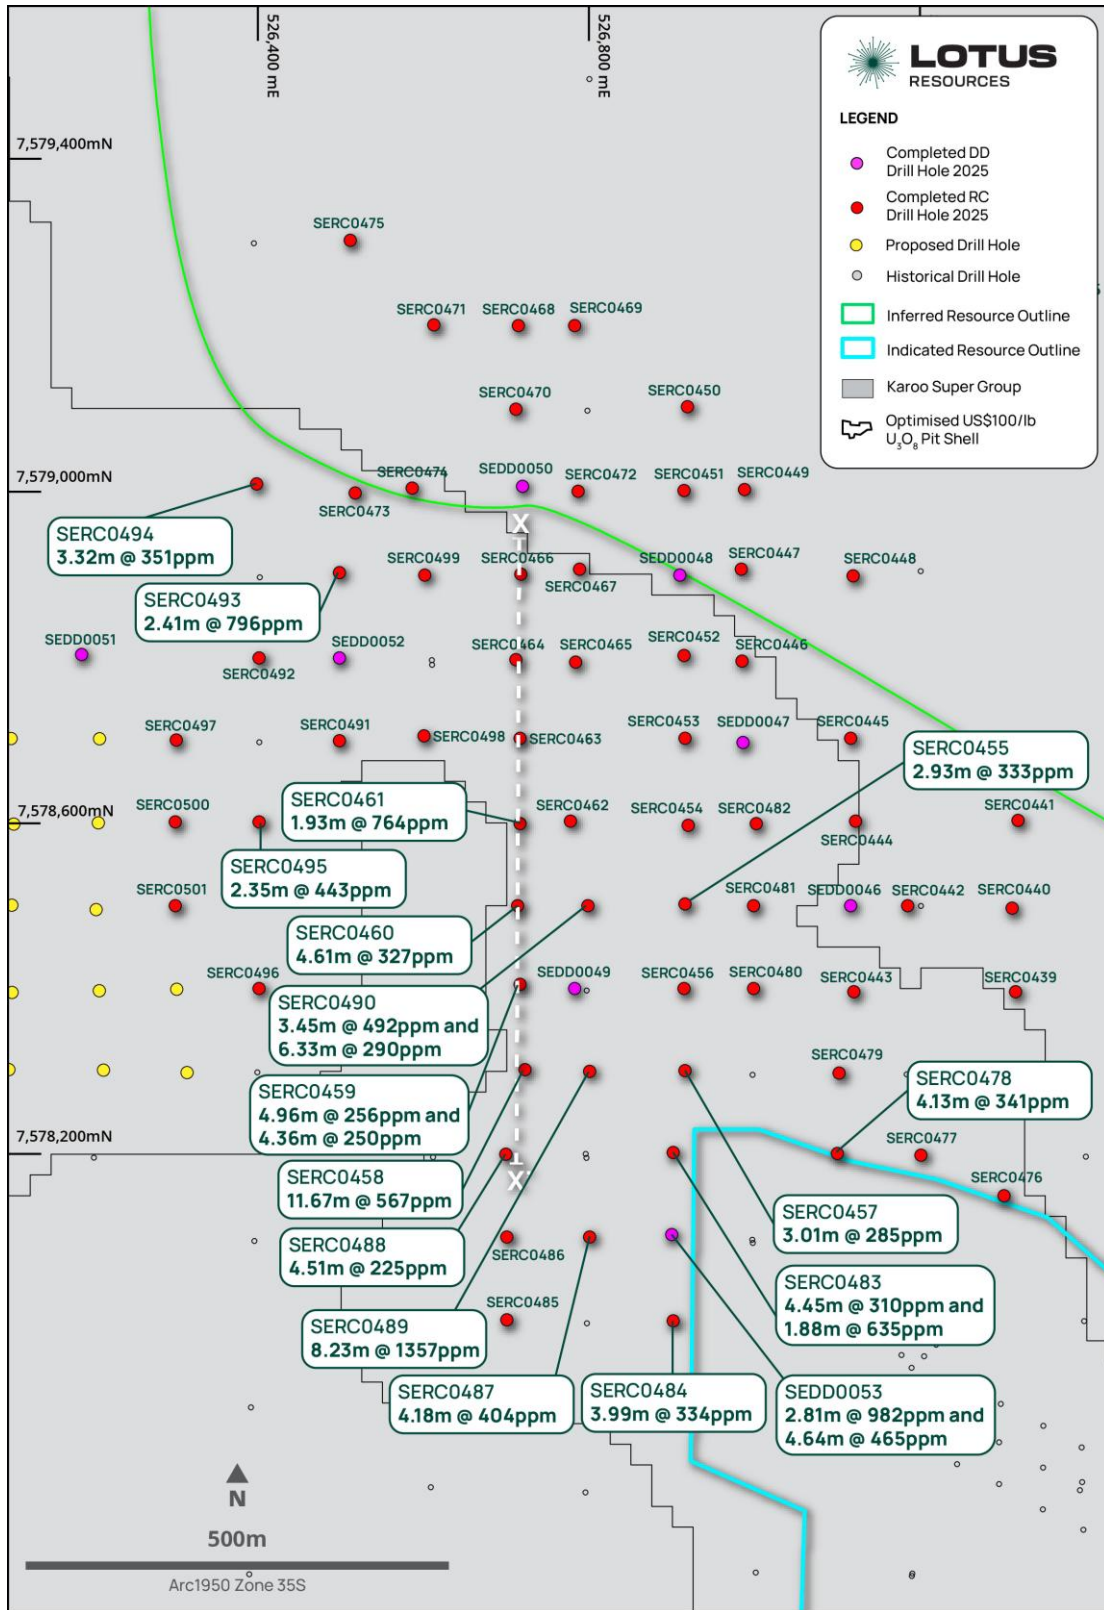 526,400 mE
526,800 mE
LOTUS
RESOURCES
LEGEND
Completed DD
Drill Hole 2025
Completed RC
Drill Hole 2025
Proposed Drill Hole
Historical Drill Hole
Inferred Resource Outline
Indicated Resource Outline
Karoo Super Group
Optimised US$100/lb
U3O8 Pit Shell
7,579,400mN
SERC0475
SERC0471
SERC0468
SERC0469
SERC0470
SERC0450
7,579,000mN
SERC0474
SEDD0050
SERC0472
SERC0451
SERC0449
SERC0473
SERC0494
3.32m @ 351ppm
X
SERC0499
SERC0466
SERC0467
SEDD0048
SERC0447
SERC0448
SERC0493
2.41m @ 796ppm
SEDD0051
SERC0492
SEDD0052
SERC0464
SERC0465
SERC0452
SERC0446
SERC0497
SERC0491
SERC0498
SERC0463
SERC0453
SEDD0047
SERC0445
SERC0455
2.93m @ 333ppm
SERC0461
1.93m @ 764ppm
7,578,600mN
SERC0500
SERC0462
SERC0454
SERC0482
SERC0444
SERC0441
SERC0495
2.35m @ 443ppm
SERC0501
SERC0481
SEDD0046
SERC0442
SERC0440
SERC0460
4.61m @ 327ppm
SERC0496
SEDD0049
SERC0456
SERC0480
SERC0443
SERC0439
SERC0490
3.45m @ 492ppm and
6.33m @ 290ppm
SERC0479
SERC0459
4.96m @ 256ppm and
4.36m @ 250ppm
SERC0478
4.13m @ 341ppm
7,578,200mN
SERC0477
SERC0476
X'
SERC0458
11.67m @ 567ppm
SERC0457
3.01m @ 285ppm
SERC0488
4.51m @ 225ppm
SERC0486
SERC0483
4.45m @ 310ppm and
1.88m @ 635ppm
SERC0485
SERC0489
8.23m @ 1357ppm
SERC0487
4.18m @ 404ppm
SERC0484
3.99m @ 334ppm
SEDD0053
2.81m @ 982ppm and
4.64m @ 465ppm
N
500m
Arc1950 Zone 35S